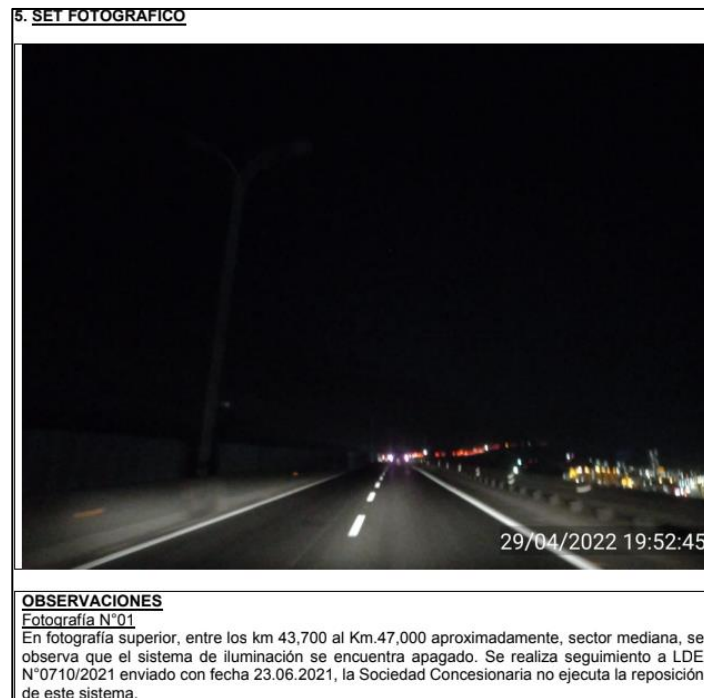 5. SET FOTOGRAFICO
29/04/2022 19:52:45
OBSERVACIONES
Fotografía N°01
En fotografía superior, entre los km 43,700 al Km.47,000 aproximadamente, sector mediana, se
observa que el sistema de iluminación se encuentra apagado. Se realiza seguimiento a LDE
N°0710/2021 enviado con fecha 23.06.2021, la Sociedad Concesionaria no ejecuta la reposición
de este sistema.